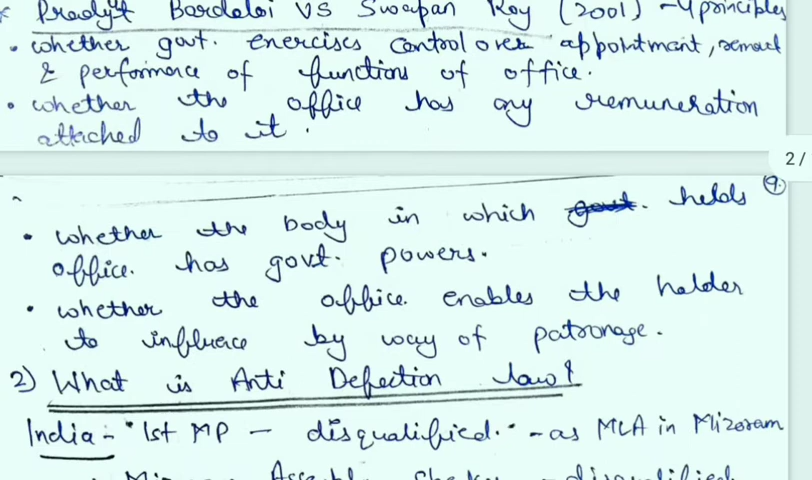 * Pradyut Bordoloi VS Swapan Roy (2001) - 4 principles
• whether govt. exercises control over appointment, removal
& performance of functions of office.
• whether the office has any remuneration
attached to it.
2/
9.
• whether the body in which govt. holds
office has govt. powers.
• whether the office enables the holder
to influence by way of patronage.
2) What is Anti Defection law?
India - "1st MP - disqualified." - as MLA in Mizoram